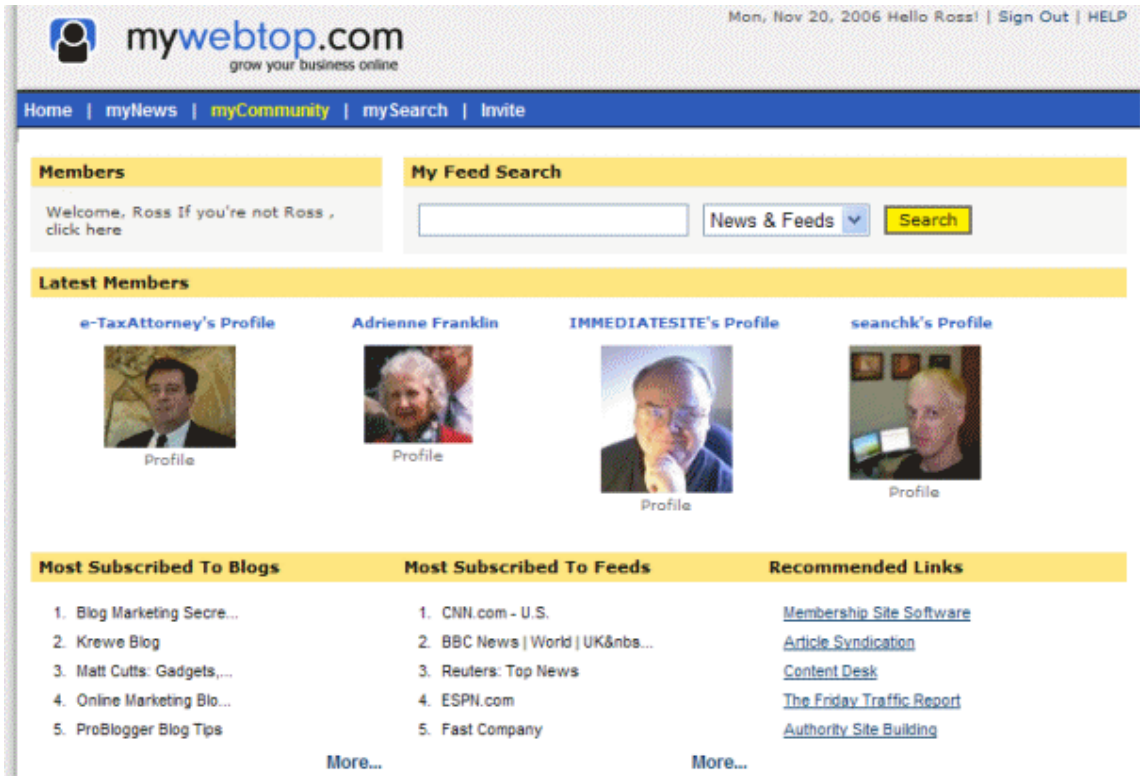 mywebtop.com
grow your business online
Mon, Nov 20, 2006 Hello Ross! | Sign Out | HELP
Home | myNews | myCommunity | mySearch | Invite
Members
Welcome, Ross If you're not Ross ,
click here
My Feed Search
News & Feeds
Search
Latest Members
e-TaxAttorney's Profile
Profile
Adrienne Franklin
Profile
IMMEDIATESITE's Profile
Profile
seanchk's Profile
Profile
Most Subscribed To Blogs
1. Blog Marketing Secre...
2. Krewe Blog
3. Matt Cutts: Gadgets,...
4. Online Marketing Blo...
5. ProBlogger Blog Tips
More...
Most Subscribed To Feeds
1. CNN.com - U.S.
2. BBC News | World | UK&nbs...
3. Reuters: Top News
4. ESPN.com
5. Fast Company
More...
Recommended Links
Membership Site Software
Article Syndication
Content Desk
The Friday Traffic Report
Authority Site Building